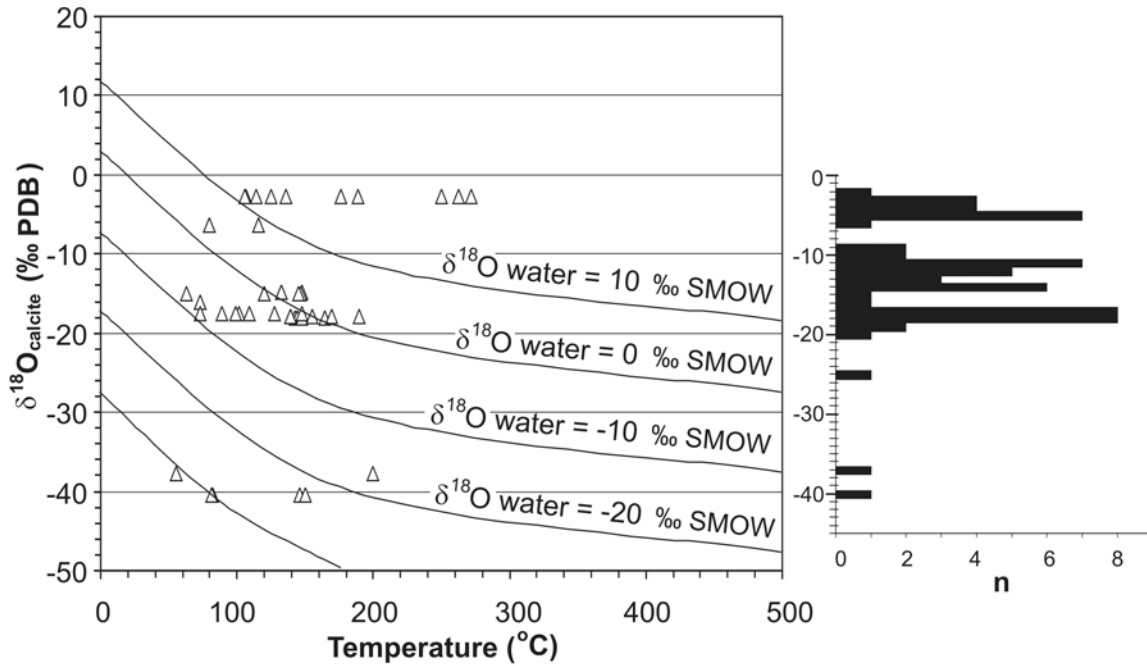 20
10
0
-10
-20
-30
-40
-50
δ¹⁸Ocalcite (‰ PDB)
δ¹⁸O water = 10 ‰ SMOW
δ¹⁸O water = 0 ‰ SMOW
δ¹⁸O water = -10 ‰ SMOW
δ¹⁸O water = -20 ‰ SMOW
0 100 200 300 400 500
Temperature (°C)
0
-10
-20
-30
-40
0 2 4 6 8
n